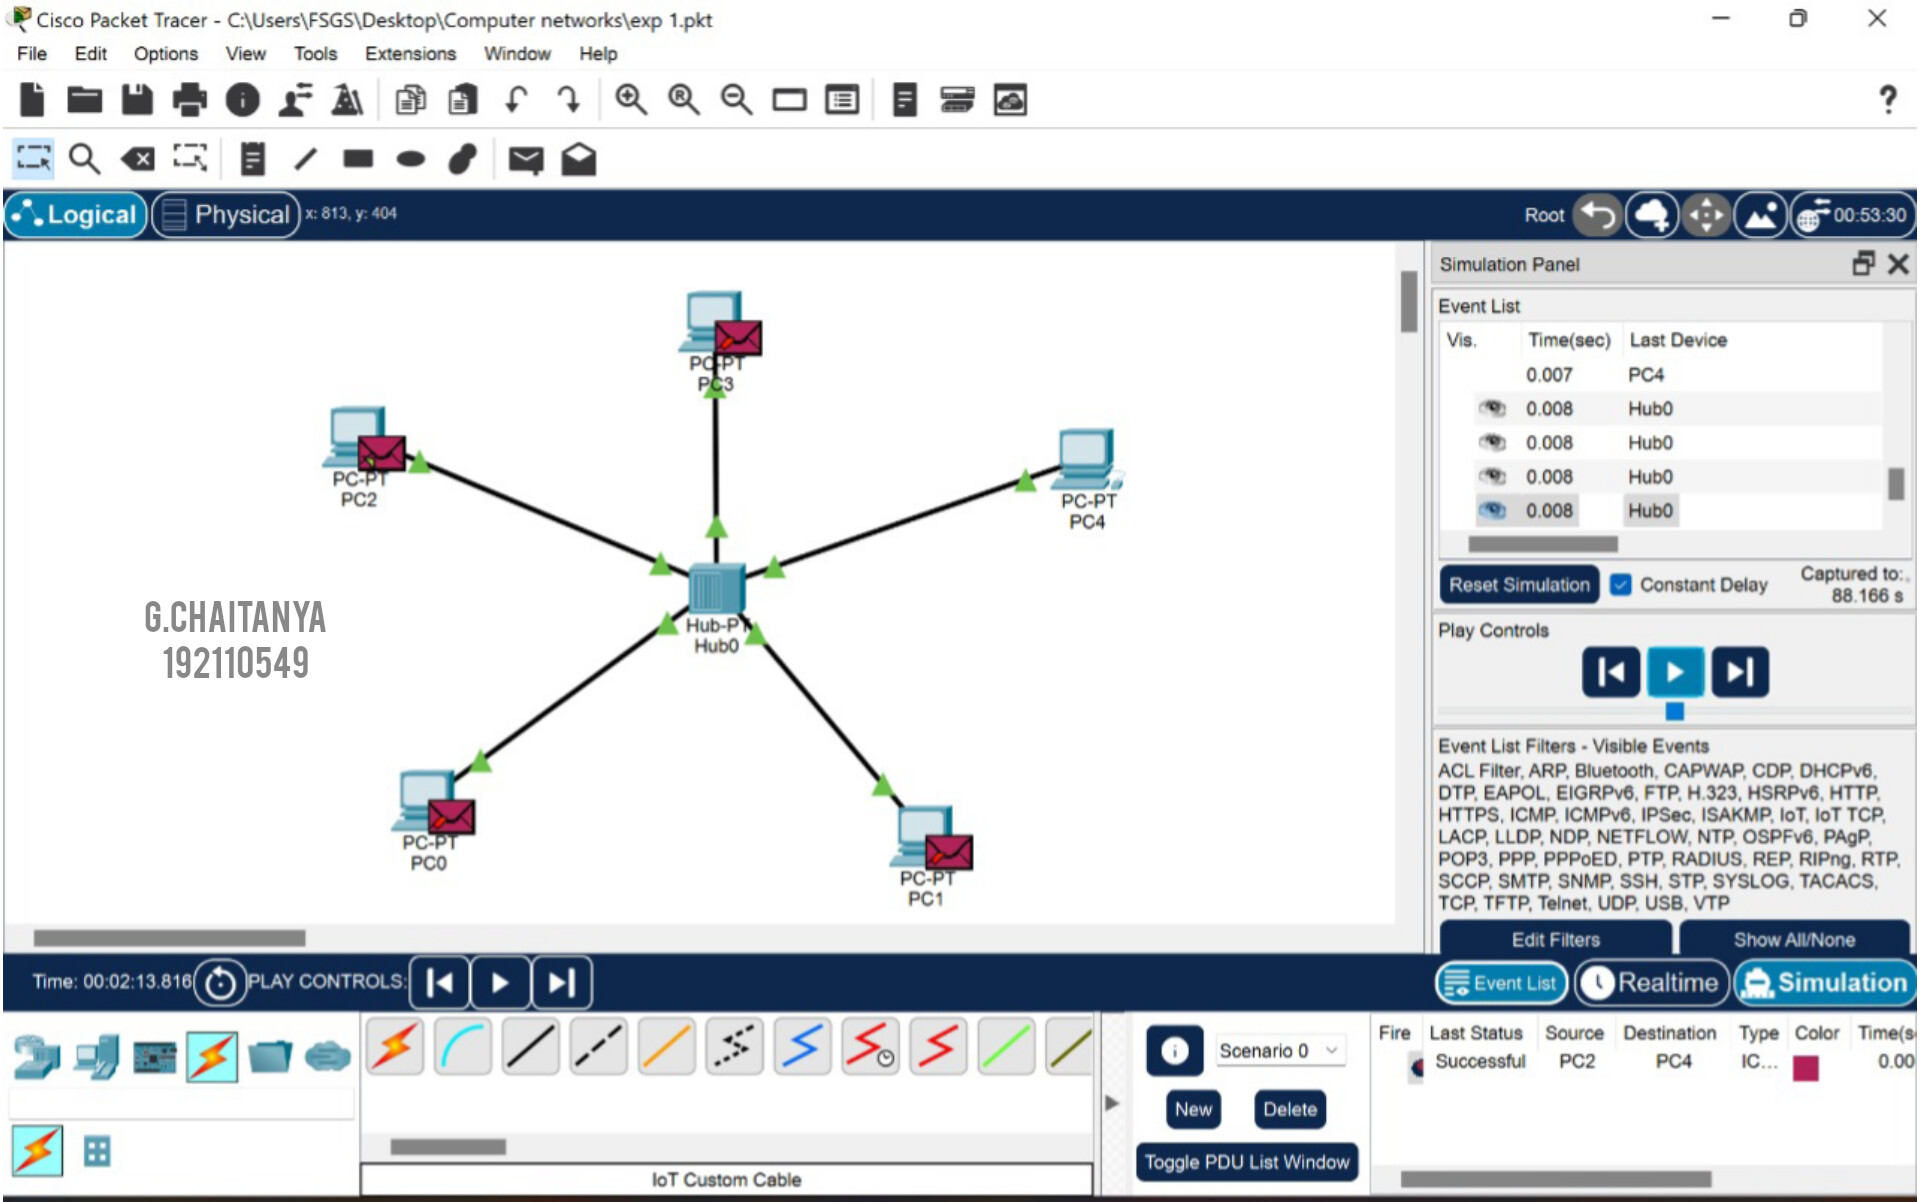 Cisco Packet Tracer - C:\Users\FSGS\Desktop\Computer networks\exp 1.pkt
File Edit Options View Tools Extensions Window Help
Logical Physical x: 813, y: 404 Root 00:53:30
Simulation Panel
Event List
Vis. Time(sec) Last Device
0.007 PC4
0.008 Hub0
0.008 Hub0
0.008 Hub0
0.008 Hub0
Reset Simulation Constant Delay Captured to:
88.166 s
Play Controls
Event List Filters - Visible Events
ACL Filter, ARP, Bluetooth, CAPWAP, CDP, DHCPv6,
DTP, EAPOL, EIGRPv6, FTP, H.323, HSRPv6, HTTP,
HTTPS, ICMP, ICMPv6, IPSec, ISAKMP, IoT, IoT TCP,
LACP, LLDP, NDP, NETFLOW, NTP, OSPFv6, PAgP,
POP3, PPP, PPPoED, PTP, RADIUS, REP, RIPng, RTP,
SCCP, SMTP, SNMP, SSH, STP, SYSLOG, TACACS,
TCP, TFTP, Telnet, UDP, USB, VTP
Edit Filters Show All/None
PC-PT
PC3
PC-PT
PC2
PC-PT
PC4
Hub-PT
Hub0
G.CHAITANYA
192110549
PC-PT
PC0
PC-PT
PC1
Time: 00:02:13.816 PLAY CONTROLS:
Event List Realtime Simulation
Scenario 0
New Delete
Toggle PDU List Window
Fire Last Status Source Destination Type Color Time(s
Successful PC2 PC4 IC... 0.00
IoT Custom Cable